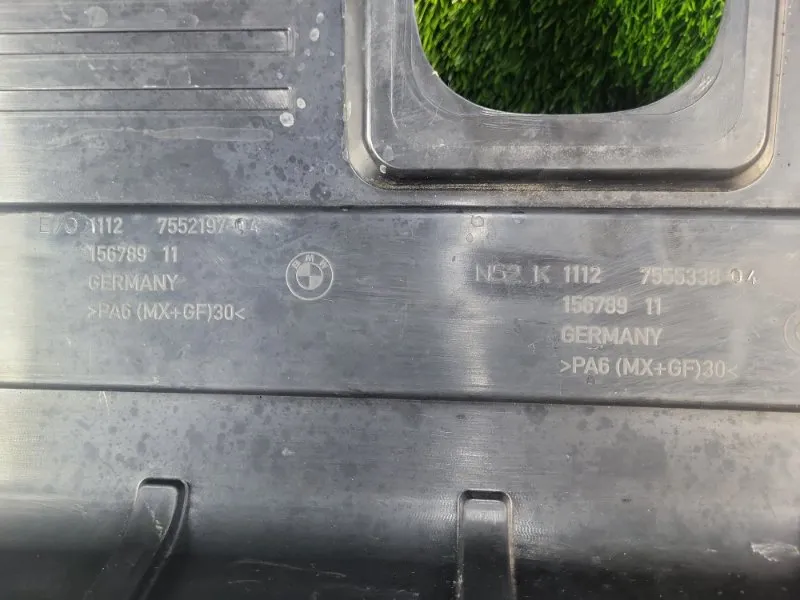 E/O 1112 7552197-04
156789 11
GERMANY
>PA6 (MX+GF)30<
BMW
N52 K 1112 7555338-04
156789 11
GERMANY
>PA6 (MX+GF)30<